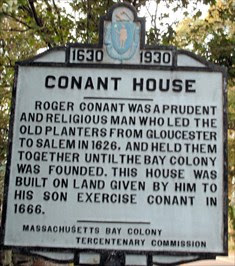 1630 1930
CONANT HOUSE
ROGER CONANT WAS A PRUDENT
AND RELIGIOUS MAN WHO LED THE
OLD PLANTERS FROM GLOUCESTER
TO SALEM IN 1626, AND HELD THEM
TOGETHER UNTIL THE BAY COLONY
WAS FOUNDED. THIS HOUSE WAS
BUILT ON LAND GIVEN BY HIM TO
HIS SON EXERCISE CONANT IN
1666.
MASSACHUSETTS BAY COLONY
TERCENTENARY COMMISSION